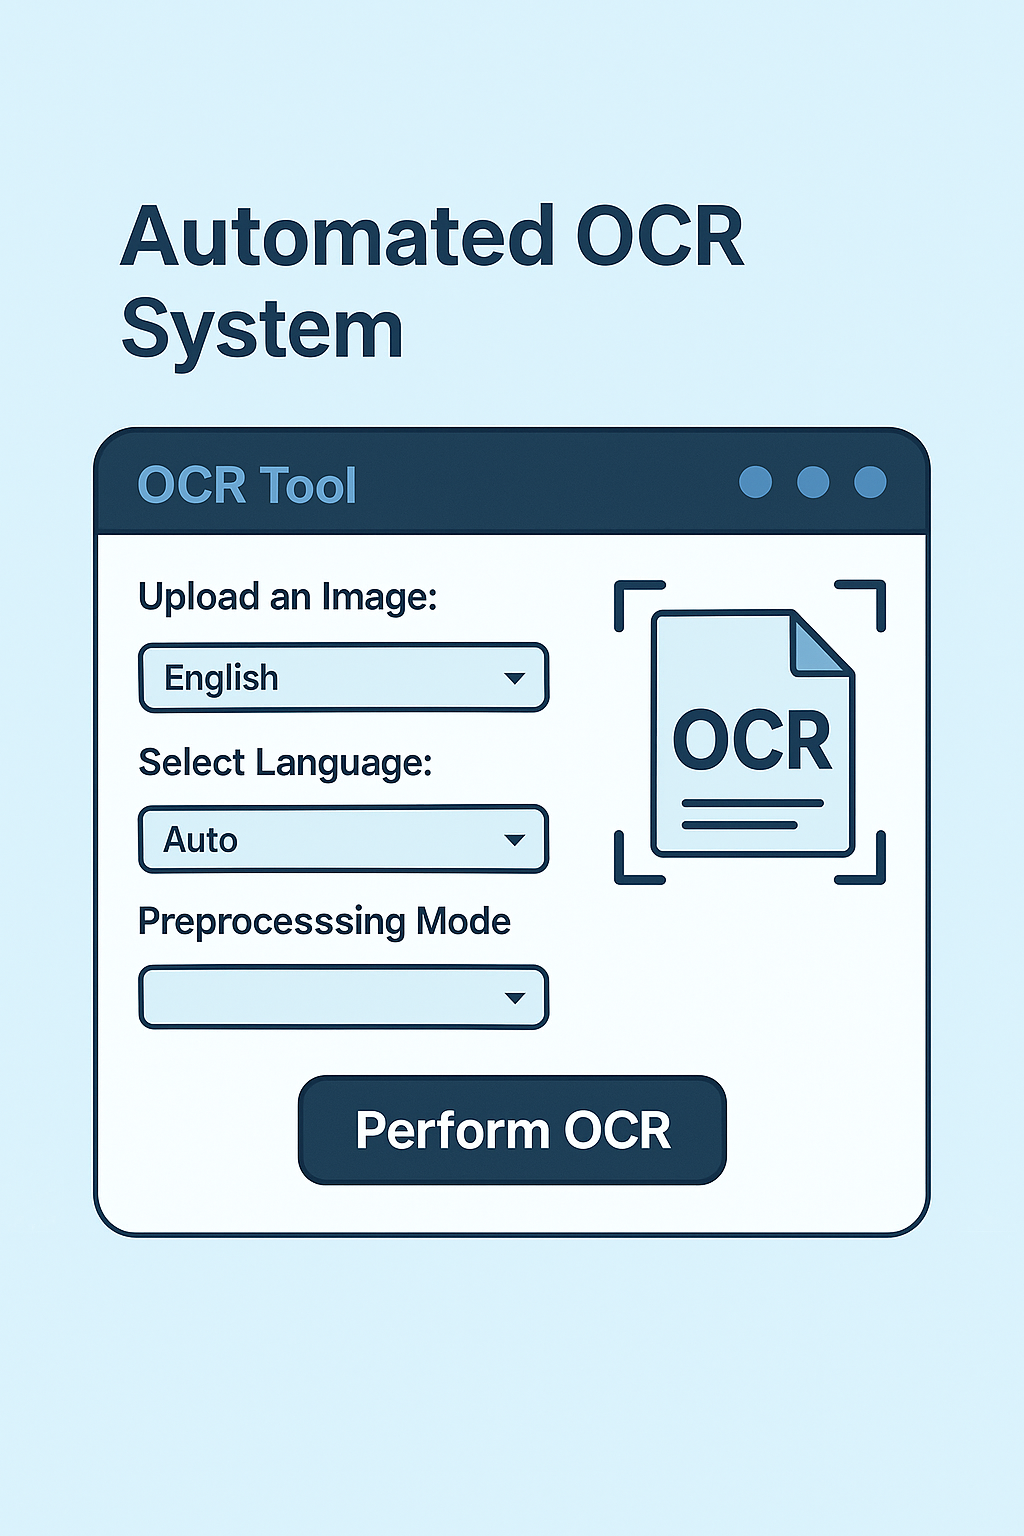 Automated OCR
System
OCR Tool
Upload an Image:
English
Select Language:
Auto
Preprocesssing Mode
OCR
Perform OCR